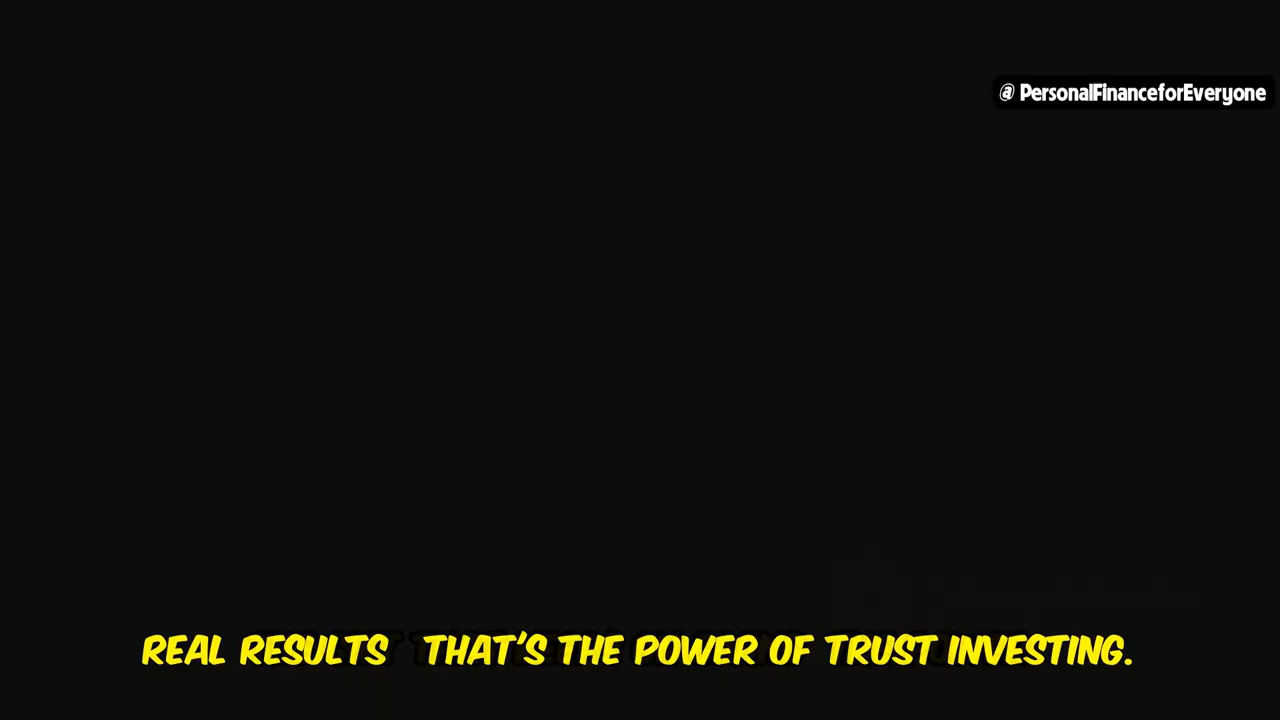 @ PersonalFinanceforEveryone
REAL RESULTS THAT'S THE POWER OF TRUST INVESTING.